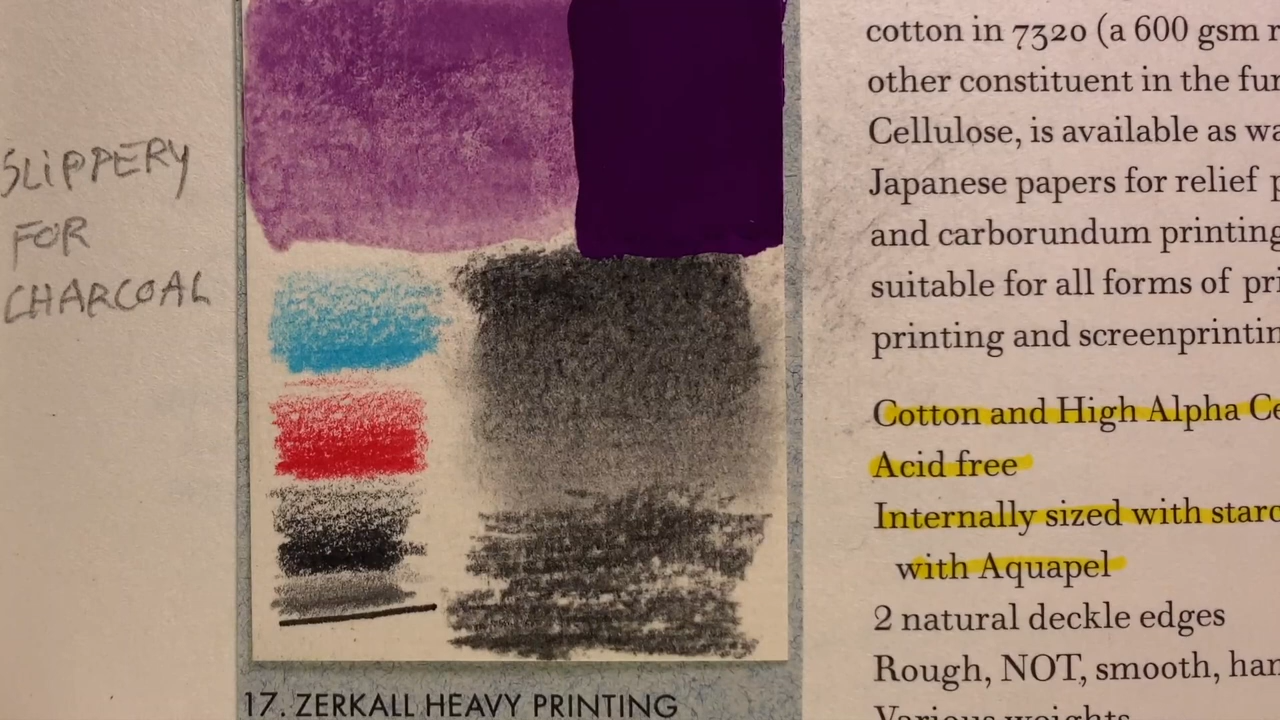 SLIPPERY
FOR
CHARCOAL
17. ZERKALL HEAVY PRINTING
cotton in 7320 (a 600 gsm
other constituent in the
Cellulose, is available as
Japanese papers for relief
and carborundum printing
suitable for all forms of
printing and
Cotton and High Alpha
Acid free
Internally sized with
with Aquapel
2 natural deckle edges
Rough, NOT, smooth,
Various weights